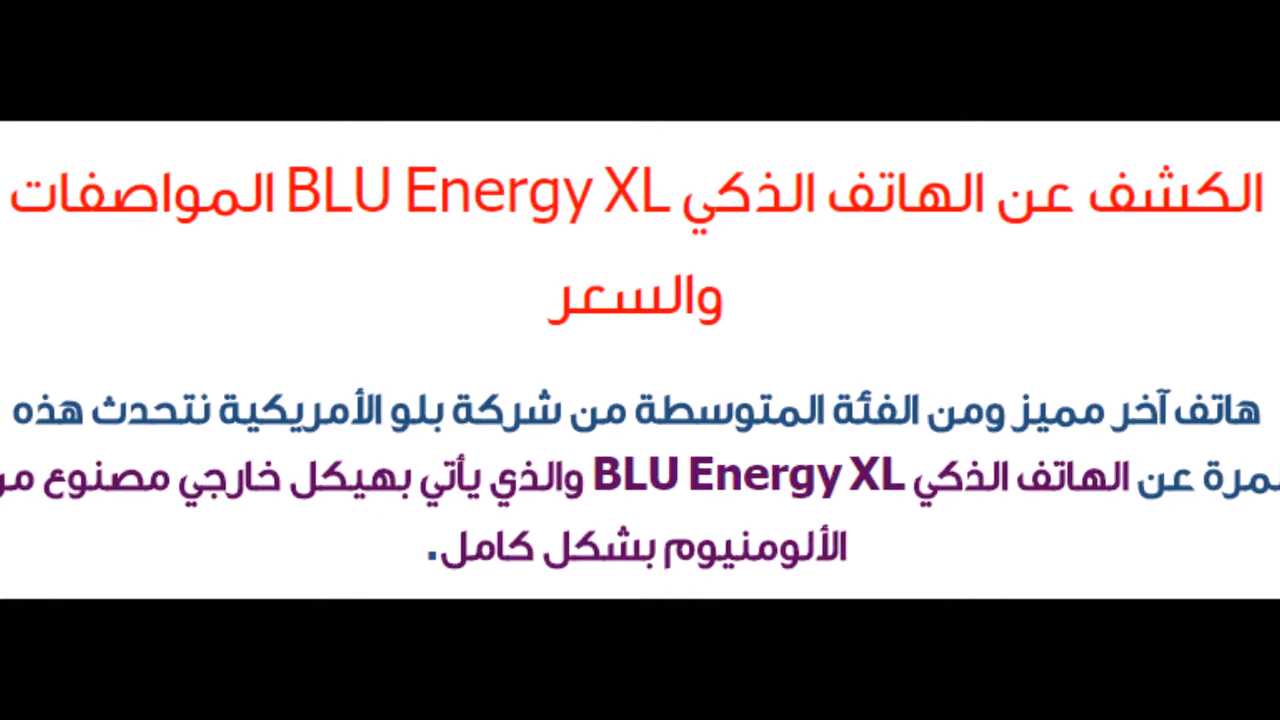 الكشف عن الهاتف الذكي BLU Energy XL المواصفات
والسعر
هاتف آخر مميز ومن الفئة المتوسطة من شركة بلو الأمريكية نتحدث هذه
لمرة عن الهاتف الذكي BLU Energy XL والذي يأتي بهيكل خارجي مصنوع من
الألومنيوم بشكل كامل.